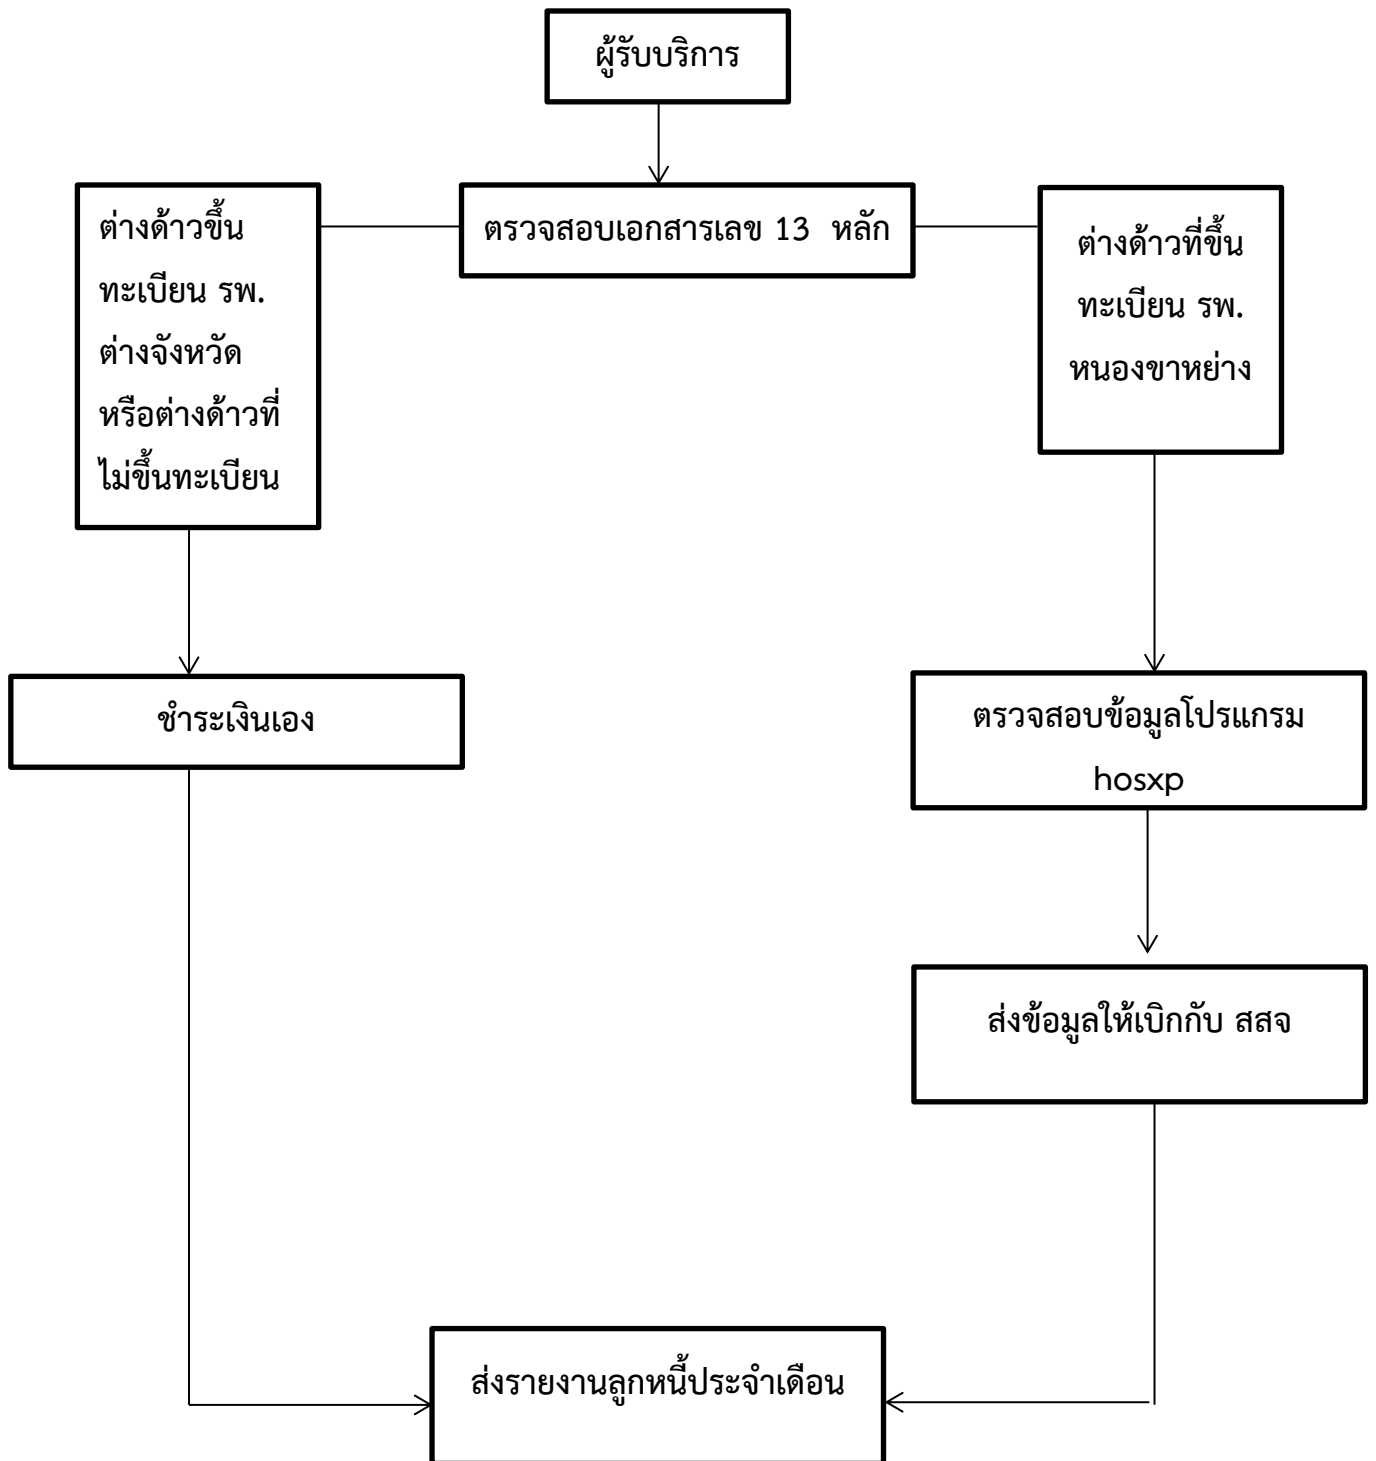 ผู้รับบริการ
ตรวจสอบเอกสารเลข 13 หลัก
ต่างด้าวขึ้น
ทะเบียน รพ.
ต่างจังหวัด
หรือต่างด้าวที่
ไม่ขึ้นทะเบียน
ต่างด้าวที่ขึ้น
ทะเบียน รพ.
หนองขาหย่าง
ชำระเงินเอง
ตรวจสอบข้อมูลโปรแกรม
hosxp
ส่งข้อมูลให้เบิกกับ สสจ
ส่งรายงานลูกหนี้ประจำเดือน